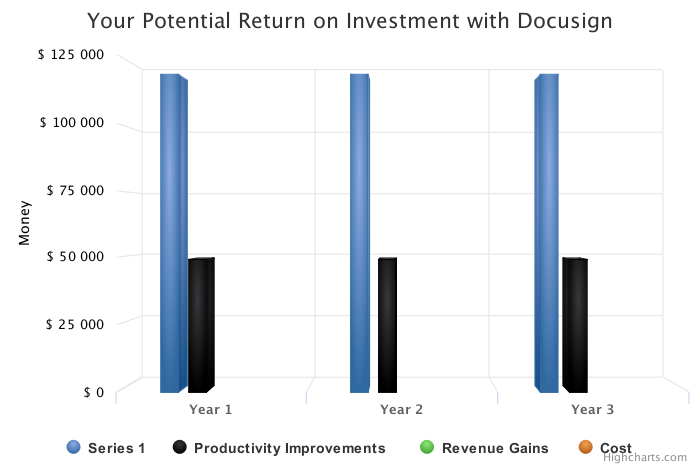 Your Potential Return on Investment with Docusign
$ 125 000
$ 100 000
$ 75 000
$ 50 000
$ 25 000
$ 0
Money
Year 1 Year 2 Year 3
Series 1 Productivity Improvements Revenue Gains Cost
Highcharts.com